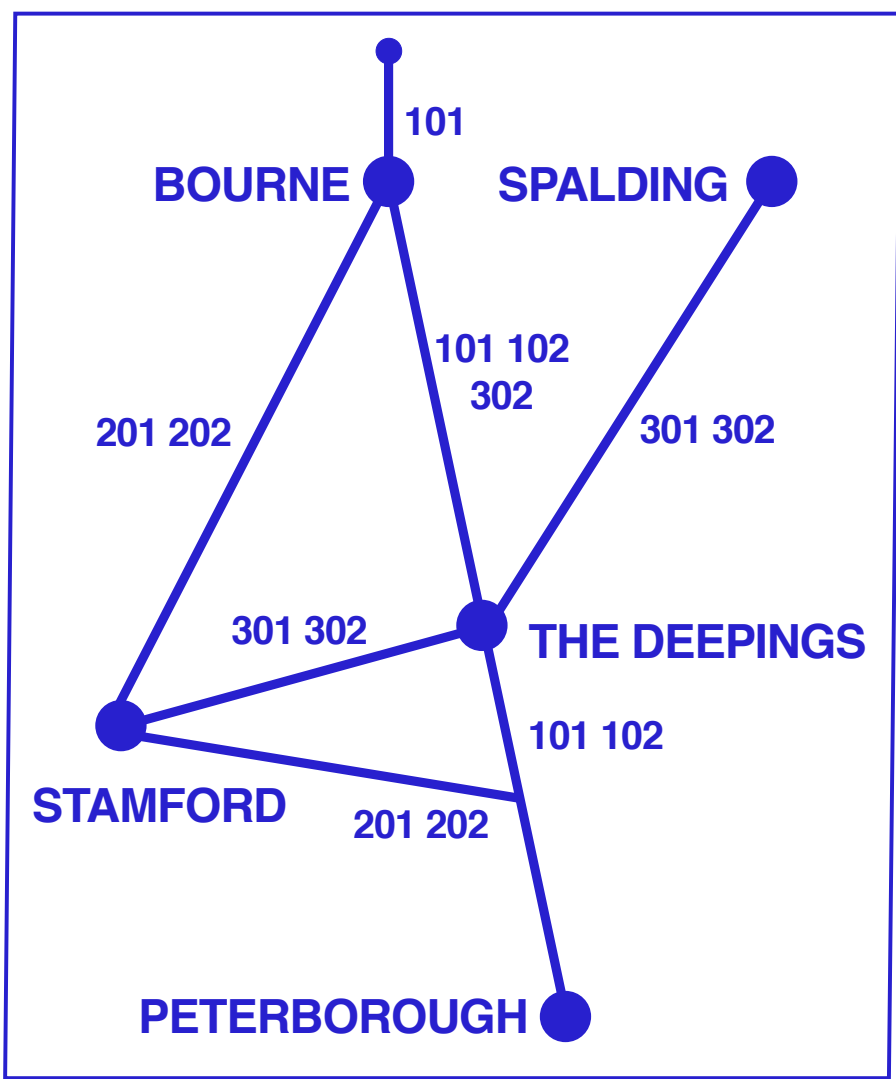 101
BOURNE
SPALDING
101 102
302
201 202
301 302
301 302
THE DEEPINGS
101 102
STAMFORD
201 202
PETERBOROUGH